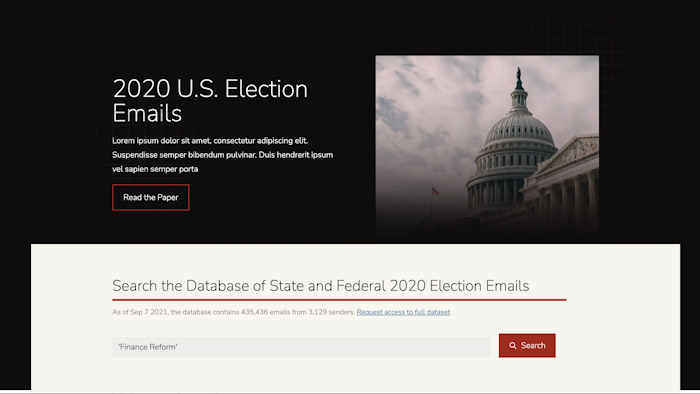 2020 U.S. Election
Emails
Lorem ipsum dolor sit amet, consectetur adipiscing elit.
Suspendisse semper bibendum pulvinar. Duis hendrerit ipsum
vel sapien semper porta
Read the Paper
Search the Database of State and Federal 2020 Election Emails
As of Sep 7 2021, the database contains 435,436 emails from 3,129 senders. Request access to full dataset
'Finance Reform'
Search